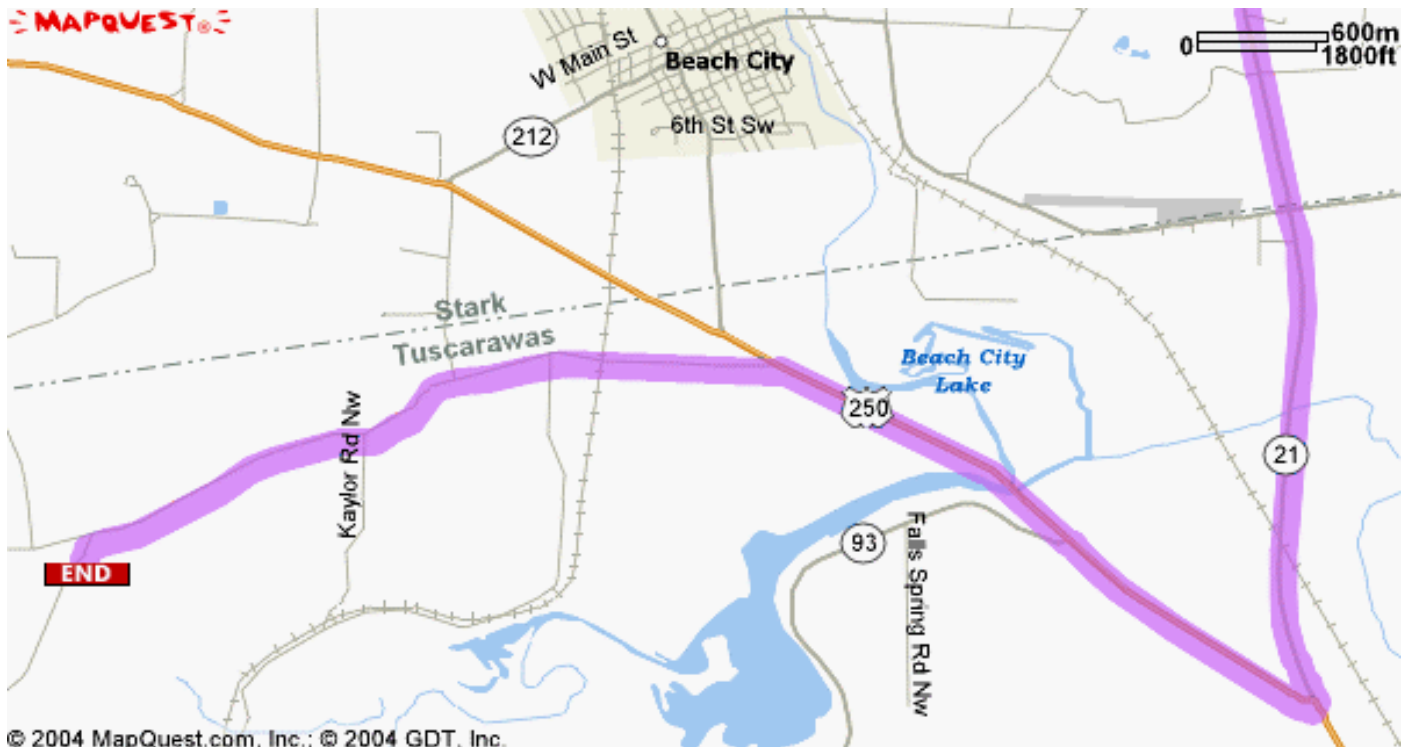 MAPQUEST®
0 600m
1800ft
W Main St
Beach City
6th St Sw
212
Stark
Tuscarawas
Beach City
Lake
250
21
Kaylor Rd Nw
93
Falls Spring Rd Nw
END
© 2004 MapQuest.com, Inc.; © 2004 GDT, Inc.